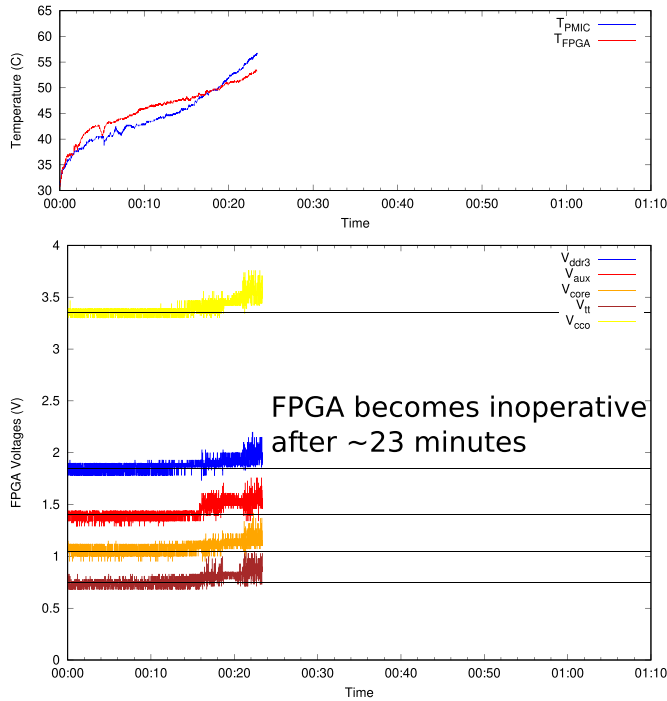 65
60
55
50
45
40
35
30
Temperature (C)
T_PMIC
T_FPGA
00:00 00:10 00:20 00:30 00:40 00:50 01:00 01:10
Time
4
3.5
3
2.5
2
1.5
1
0.5
0
FPGA Voltages (V)
V_ddr3
V_aux
V_core
V_tt
V_cco
FPGA becomes inoperative
after ~23 minutes
00:00 00:10 00:20 00:30 00:40 00:50 01:00 01:10
Time